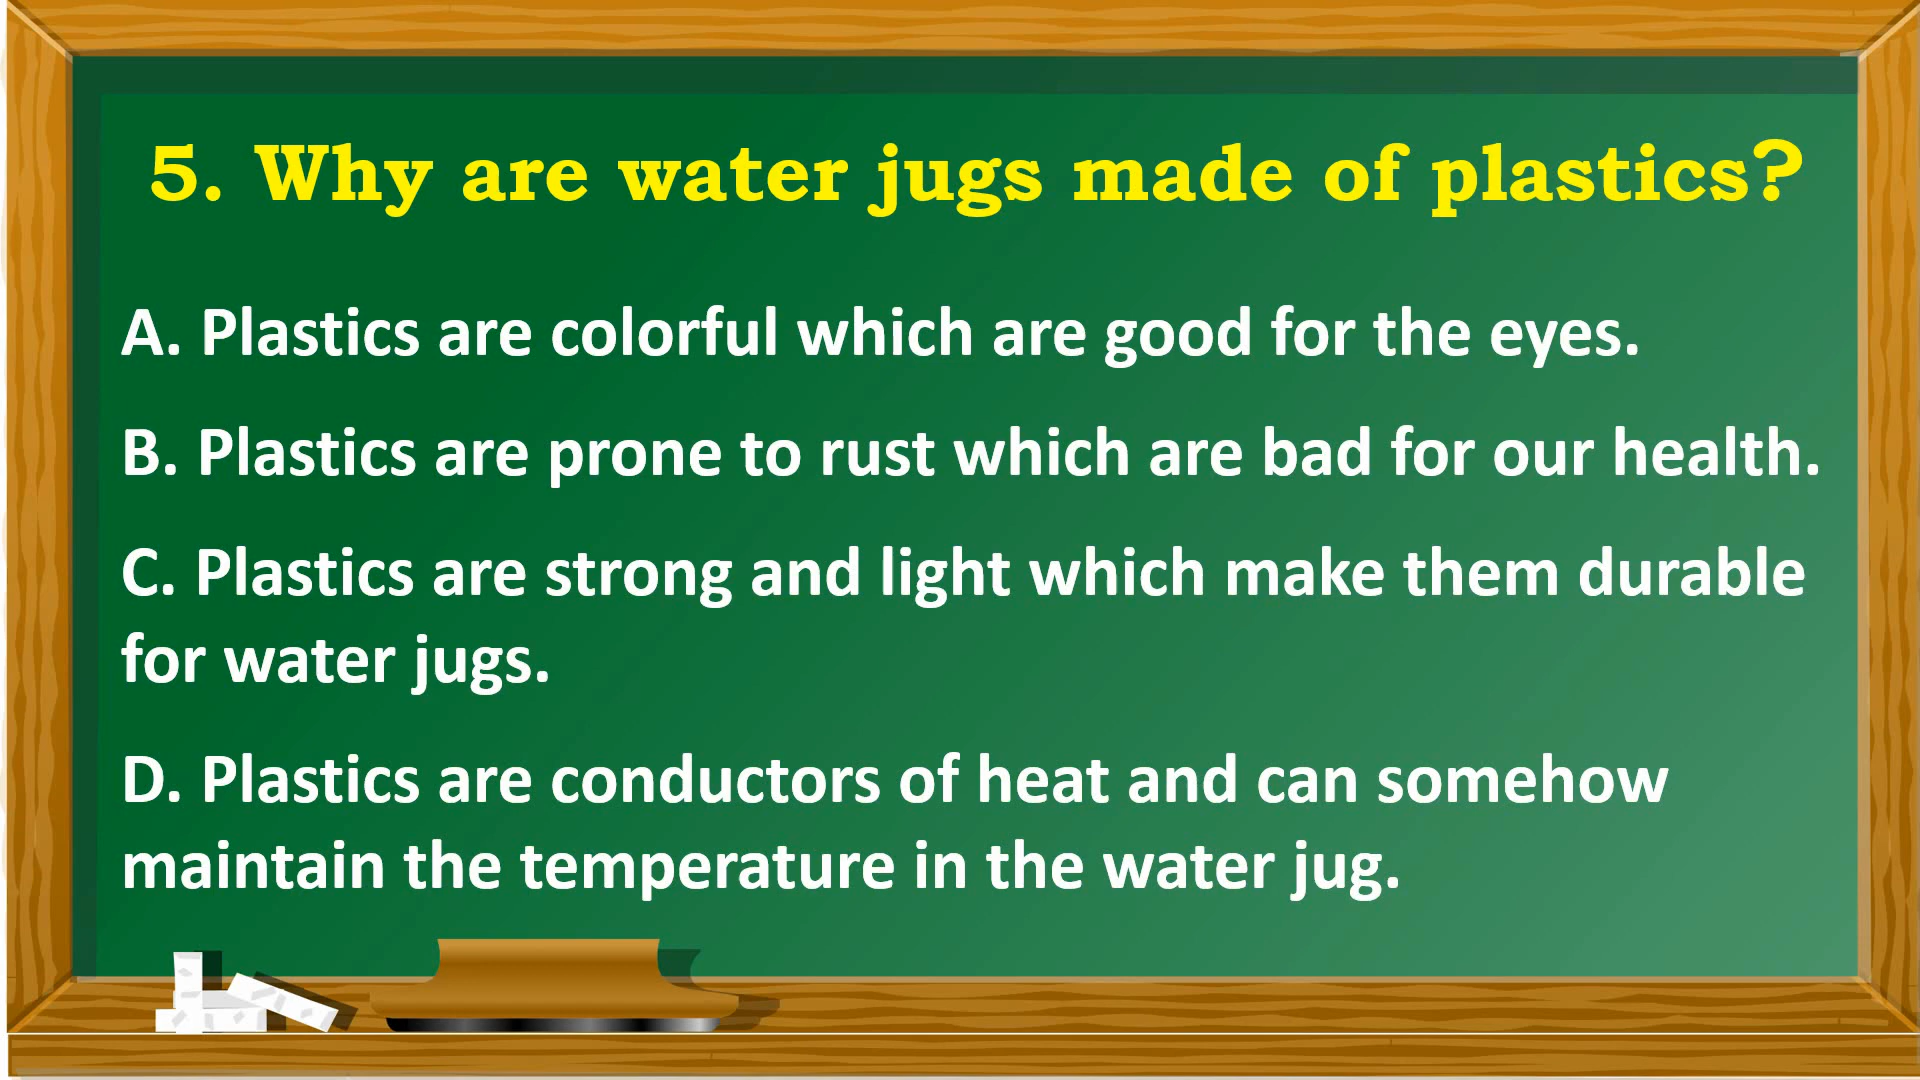 5. Why are water jugs made of plastics?
A. Plastics are colorful which are good for the eyes.
B. Plastics are prone to rust which are bad for our health.
C. Plastics are strong and light which make them durable
for water jugs.
D. Plastics are conductors of heat and can somehow
maintain the temperature in the water jug.